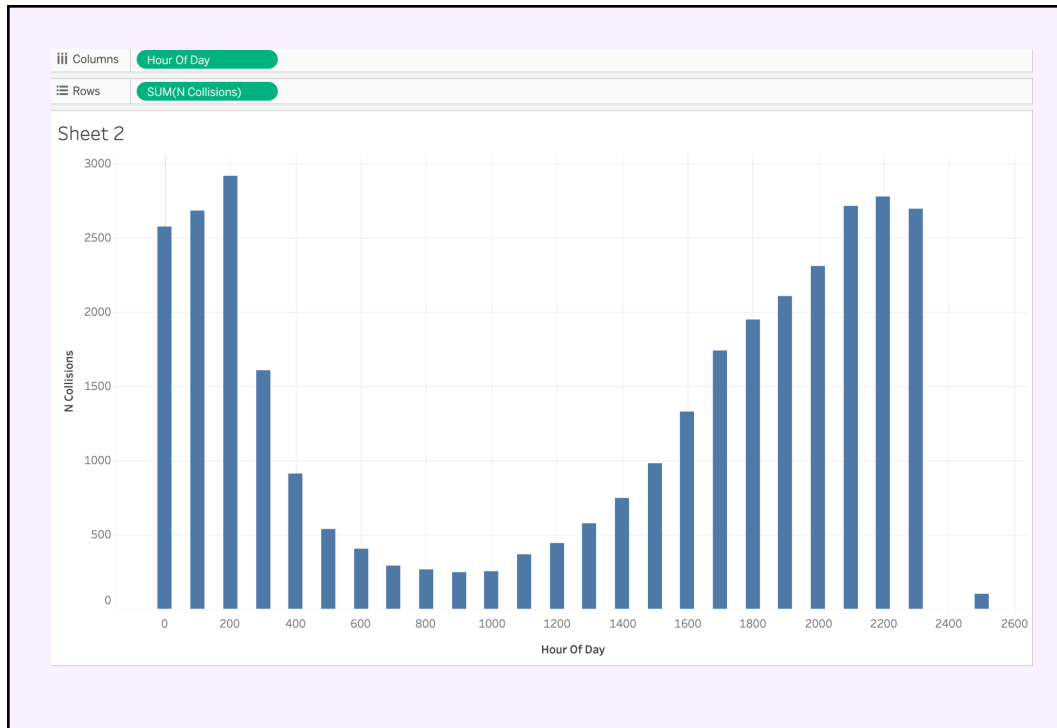 Columns Hour Of Day
Rows SUM(N Collisions)
Sheet 2
3000
2500
2000
1500
1000
500
0
N Collisions
0 200 400 600 800 1000 1200 1400 1600 1800 2000 2200 2400 2600
Hour Of Day